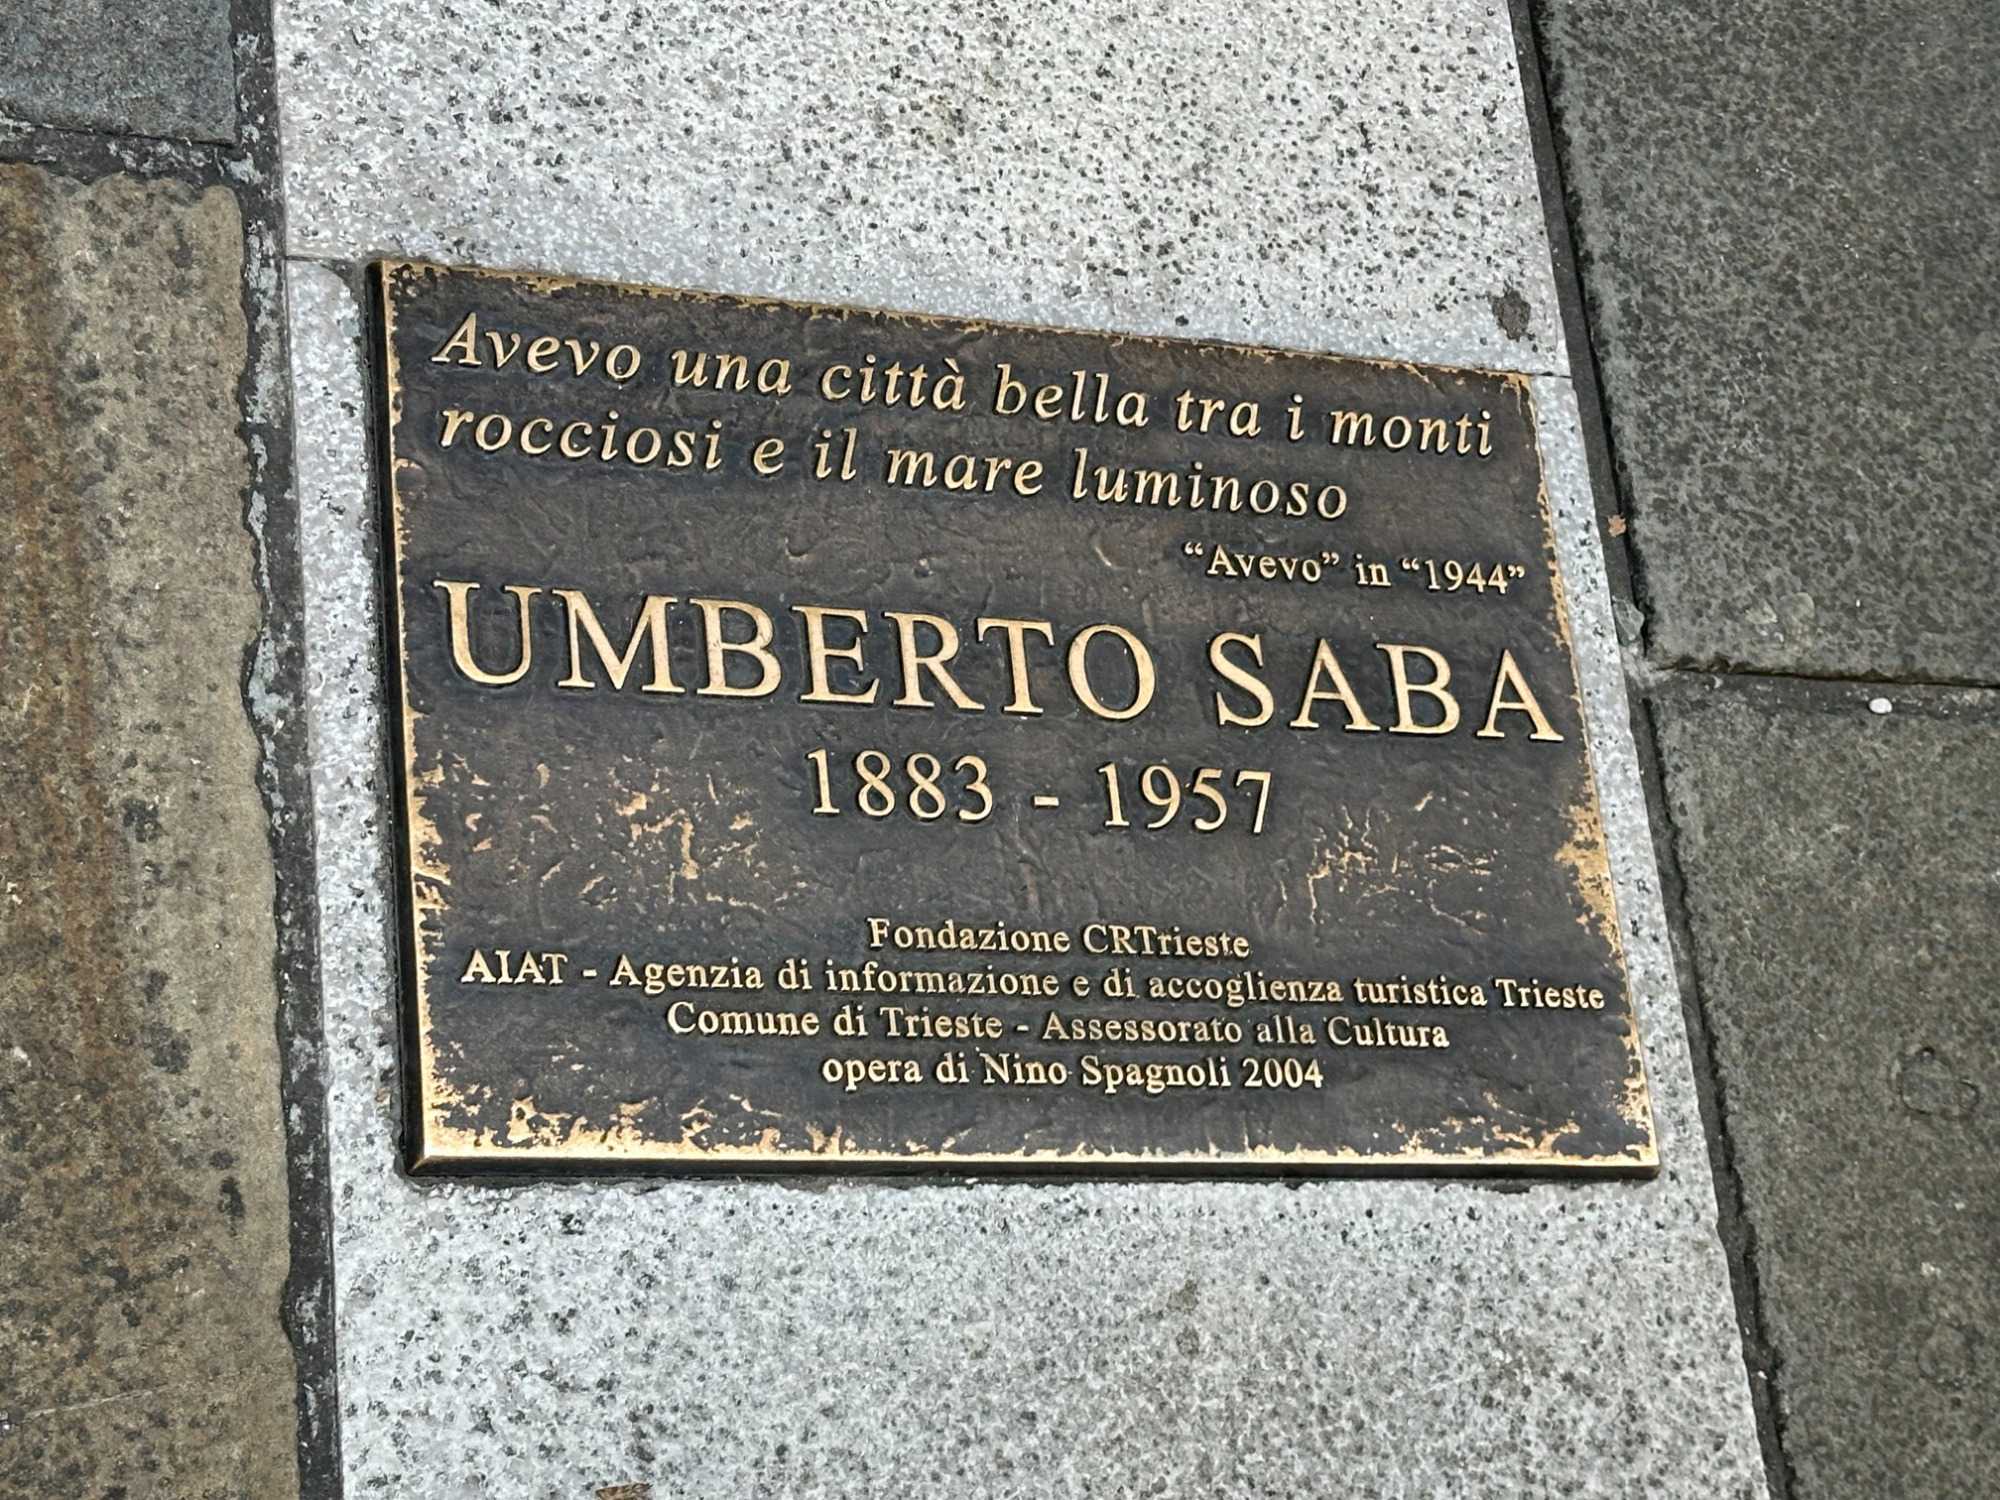 Avevo una città bella tra i monti
rocciosi e il mare luminoso
“Avevo” in “1944”
UMBERTO SABA
1883 - 1957
Fondazione CRTrieste
AIAT - Agenzia di informazione e di accoglienza turistica Trieste
Comune di Trieste - Assessorato alla Cultura
opera di Nino Spagnoli 2004